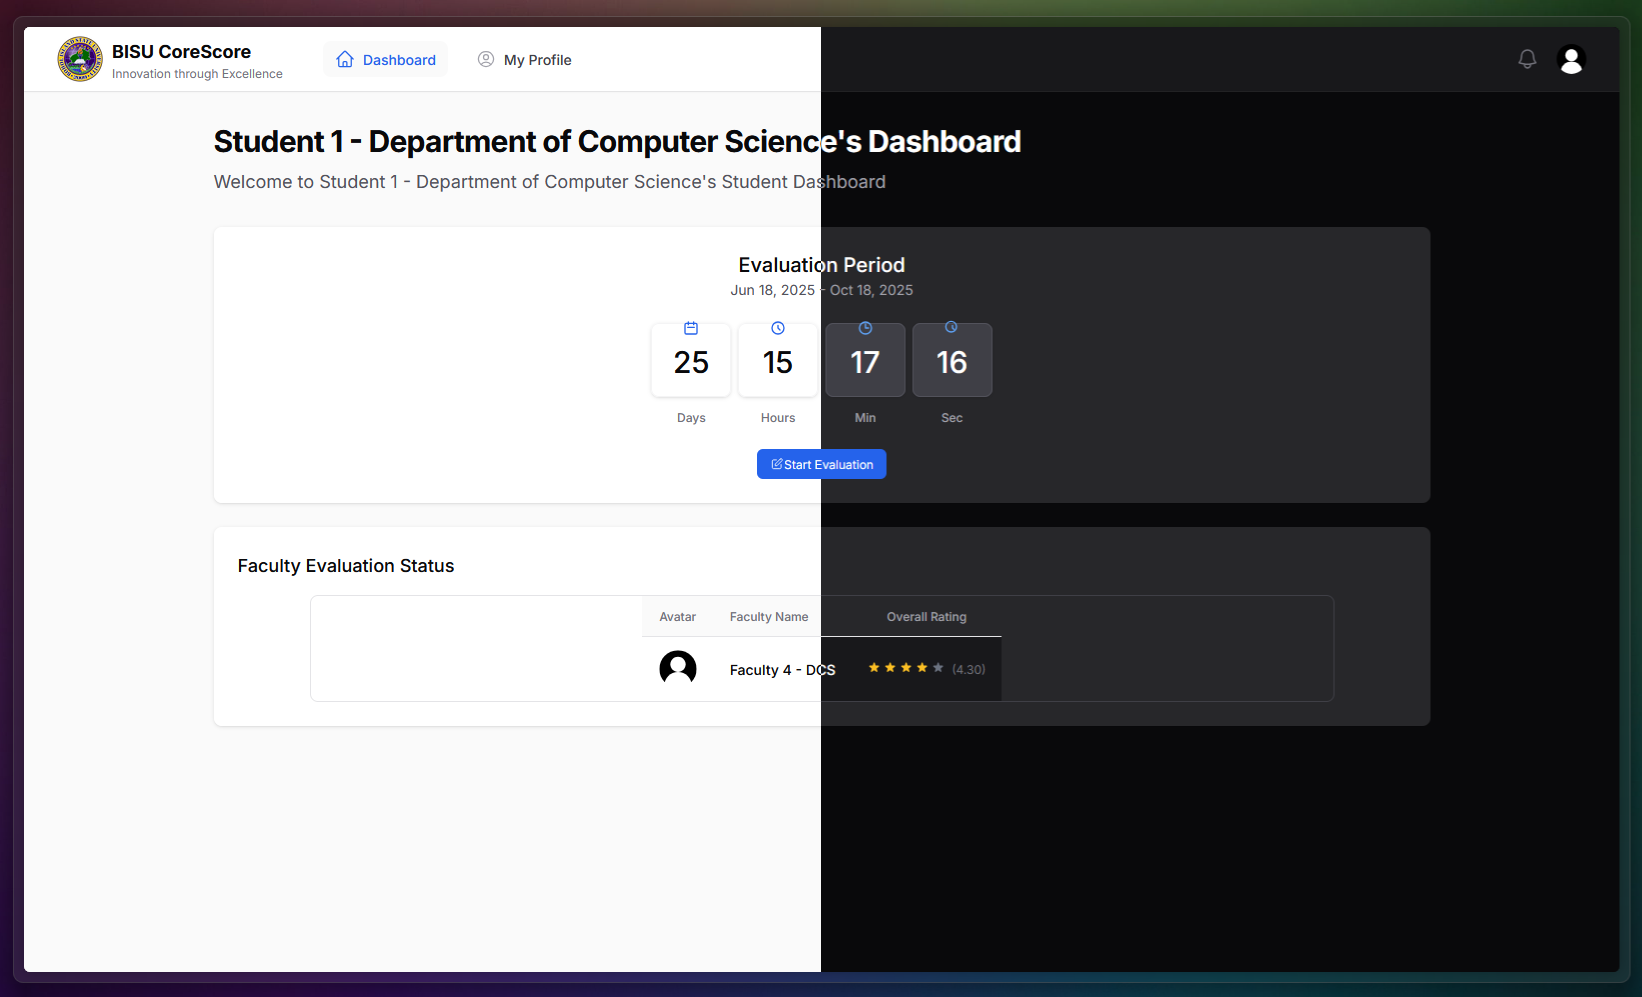 BISU CoreScore
Innovation through Excellence
Dashboard
My Profile
Student 1 - Department of Computer Science's Dashboard
Welcome to Student 1 - Department of Computer Science's Student Dashboard
Evaluation Period
Jun 18, 2025 - Oct 18, 2025
25 15 17 16
Days Hours Min Sec
Start Evaluation
Faculty Evaluation Status
Avatar Faculty Name Overall Rating
Faculty 4 - DCS (4.30)